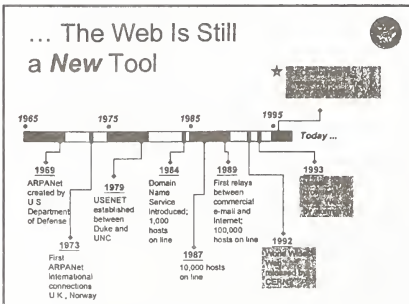 ... The Web Is Still
a New Tool
1965
1975
1985
1995
Today ...
1969
ARPANet
created by
U S
Department
of Defense
1973
First
ARPANet
international
connections
U K , Norway
1979
USENET
established
between
Duke and
UNC
1984
Domain
Name
Service
introduced;
1,000
hosts
on line
1987
10,000 hosts
on line
1989
First relays
between
commercial
e-mail and
Internet;
100,000
hosts on line
1992
World Wide
Web
released by
CERN
1993